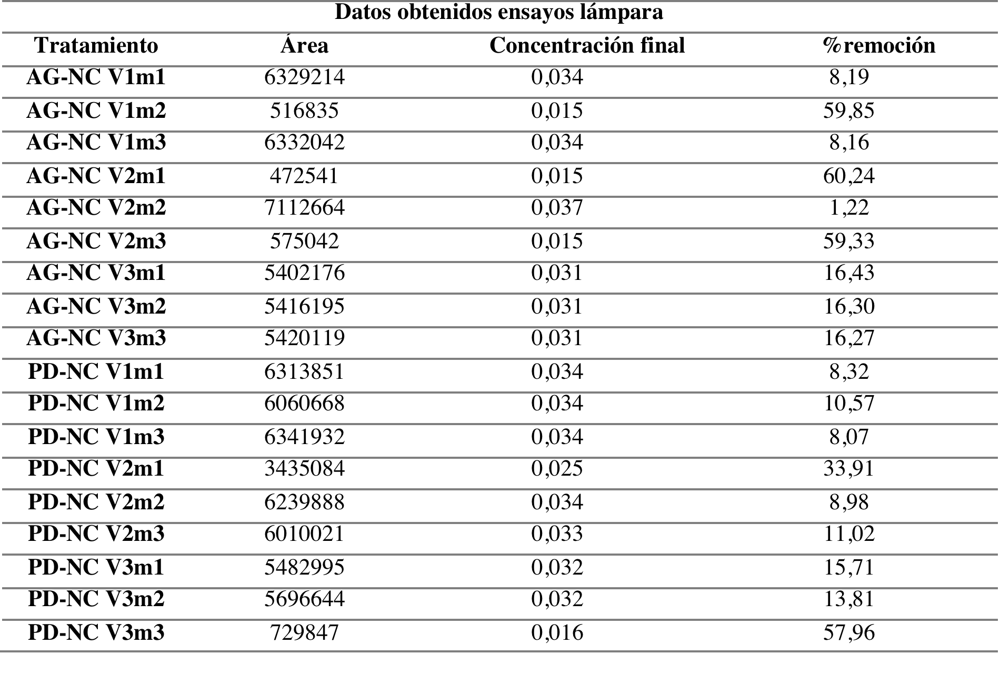 Datos obtenidos ensayos lámpara
Tratamiento Área Concentración final %remoción
AG-NC V1m1 6329214 0,034 8,19
AG-NC V1m2 516835 0,015 59,85
AG-NC V1m3 6332042 0,034 8,16
AG-NC V2m1 472541 0,015 60,24
AG-NC V2m2 7112664 0,037 1,22
AG-NC V2m3 575042 0,015 59,33
AG-NC V3m1 5402176 0,031 16,43
AG-NC V3m2 5416195 0,031 16,30
AG-NC V3m3 5420119 0,031 16,27
PD-NC V1m1 6313851 0,034 8,32
PD-NC V1m2 6060668 0,034 10,57
PD-NC V1m3 6341932 0,034 8,07
PD-NC V2m1 3435084 0,025 33,91
PD-NC V2m2 6239888 0,034 8,98
PD-NC V2m3 6010021 0,033 11,02
PD-NC V3m1 5482995 0,032 15,71
PD-NC V3m2 5696644 0,032 13,81
PD-NC V3m3 729847 0,016 57,96